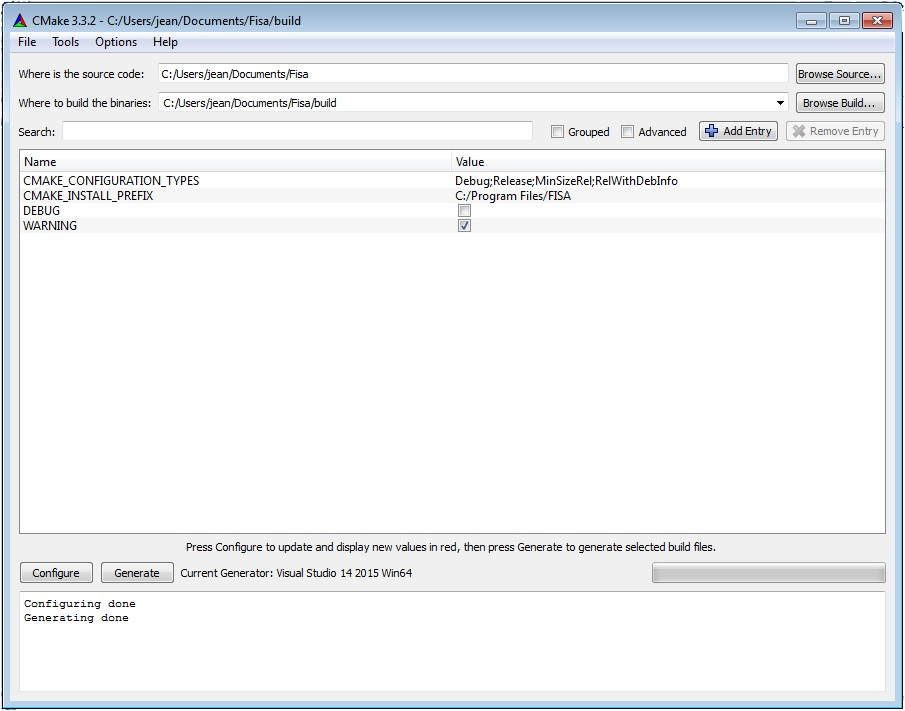 CMake 3.3.2 - C:/Users/jean/Documents/Fisa/build
File Tools Options Help
Where is the source code: C:/Users/jean/Documents/Fisa Browse Source...
Where to build the binaries: C:/Users/jean/Documents/Fisa/build Browse Build...
Search: Grouped Advanced Add Entry Remove Entry
Name Value
CMAKE_CONFIGURATION_TYPES Debug;Release;MinSizeRel;RelWithDebInfo
CMAKE_INSTALL_PREFIX C:/Program Files/FISA
DEBUG
WARNING
Press Configure to update and display new values in red, then press Generate to generate selected build files.
Configure Generate Current Generator: Visual Studio 14 2015 Win64
Configuring done
Generating done